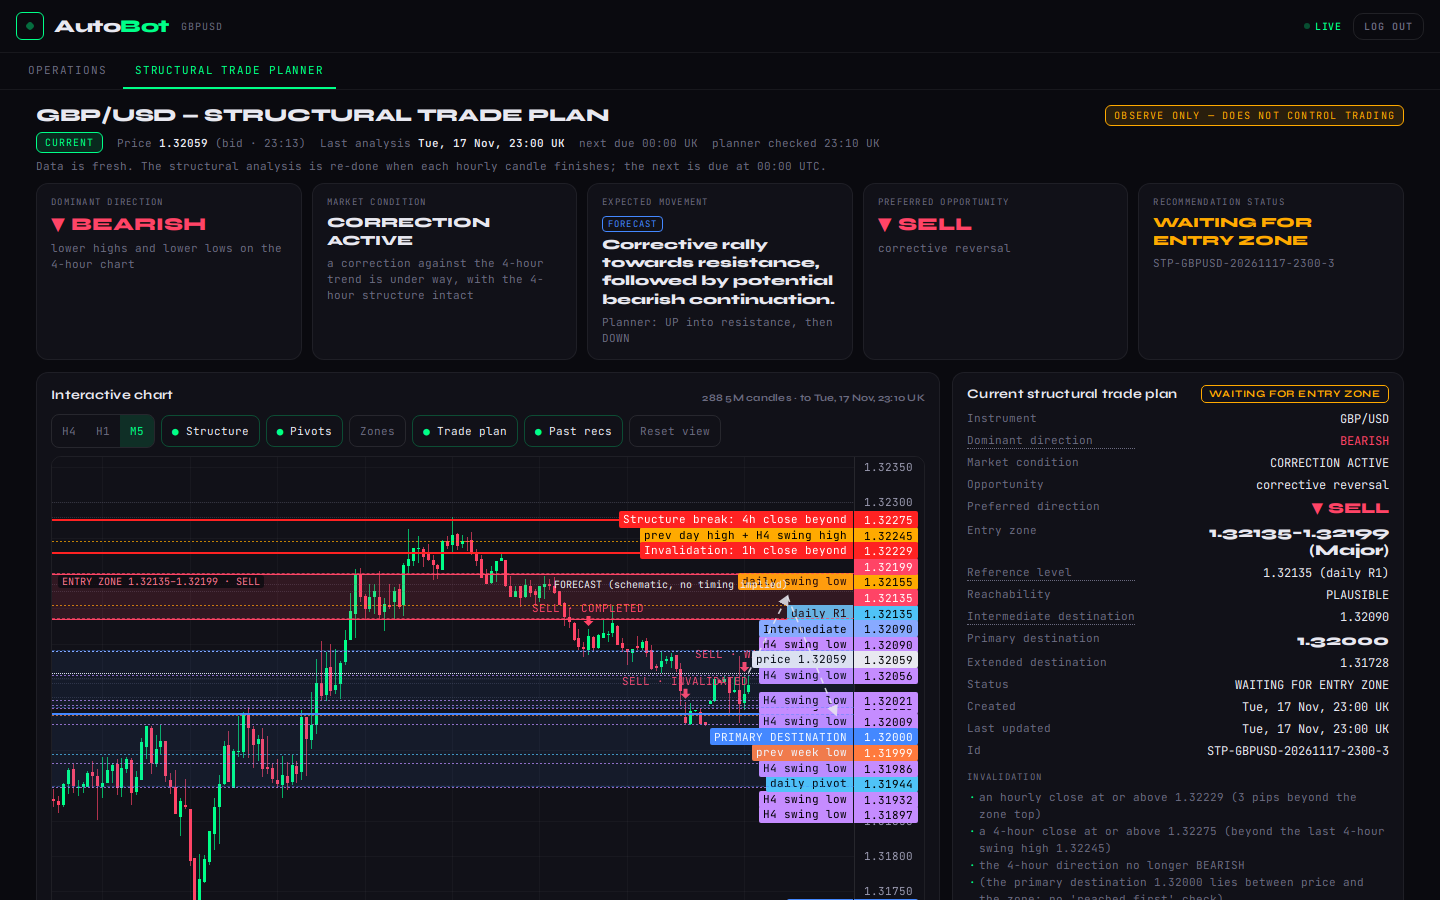 AutoBot GBPUSD
LIVE
LOG OUT
OPERATIONS
STRUCTURAL TRADE PLANNER
GBP/USD — STRUCTURAL TRADE PLAN
OBSERVE ONLY — DOES NOT CONTROL TRADING
CURRENT
Price 1.32059 (bid · 23:13)
Last analysis Tue, 17 Nov, 23:00 UK
next due 00:00 UK
planner checked 23:10 UK
Data is fresh. The structural analysis is re-done when each hourly candle finishes; the next is due at 00:00 UTC.
DOMINANT DIRECTION
▼ BEARISH
lower highs and lower lows on the
4-hour chart
MARKET CONDITION
CORRECTION
ACTIVE
a correction against the 4-hour
trend is under way, with the 4-
hour structure intact
EXPECTED MOVEMENT
FORECAST
Corrective rally
towards resistance,
followed by potential
bearish continuation.
Planner: UP into resistance, then
DOWN
PREFERRED OPPORTUNITY
▼ SELL
corrective reversal
RECOMMENDATION STATUS
WAITING FOR
ENTRY ZONE
STP-GBPUSD-20261117-2300-3
Interactive chart
288 5M candles · to Tue, 17 Nov, 23:10 UK
H4
H1
M5
Structure
Pivots
Zones
Trade plan
Past recs
Reset view
1.32350
1.32300
Structure break: 4h close beyond 1.32275
prev day high + H4 swing high 1.32245
Invalidation: 1h close beyond 1.32229
1.32199
ENTRY ZONE 1.32135–1.32199 · SELL
FORECAST (schematic, no timing
daily swing low 1.32155
1.32135
SELL · COMPLETED
daily R1 1.32135
Intermediate 1.32090
H4 swing low 1.32090
SELL · W
price 1.32059 1.32059
H4 swing low 1.32056
SELL · INVALIDATED
H4 swing low 1.32021
H4 swing low 1.32009
PRIMARY DESTINATION 1.32000
prev week low 1.31999
H4 swing low 1.31986
daily pivot 1.31944
H4 swing low 1.31932
H4 swing low 1.31897
1.31800
1.31750
Current structural trade plan
WAITING FOR ENTRY ZONE
Instrument GBP/USD
Dominant direction BEARISH
Market condition CORRECTION ACTIVE
Opportunity corrective reversal
Preferred direction ▼ SELL
Entry zone 1.32135–1.32199
(Major)
Reference level 1.32135 (daily R1)
Reachability PLAUSIBLE
Intermediate destination 1.32090
Primary destination 1.32000
Extended destination 1.31728
Status WAITING FOR ENTRY ZONE
Created Tue, 17 Nov, 23:00 UK
Last updated Tue, 17 Nov, 23:00 UK
Id STP-GBPUSD-20261117-2300-3
INVALIDATION
· an hourly close at or above 1.32229 (3 pips beyond the
zone top)
· a 4-hour close at or above 1.32275 (beyond the last 4-hour
swing high 1.32245)
· the 4-hour direction no longer BEARISH
· (the primary destination 1.32000 lies between price and
the zone: no 'reached first' check)